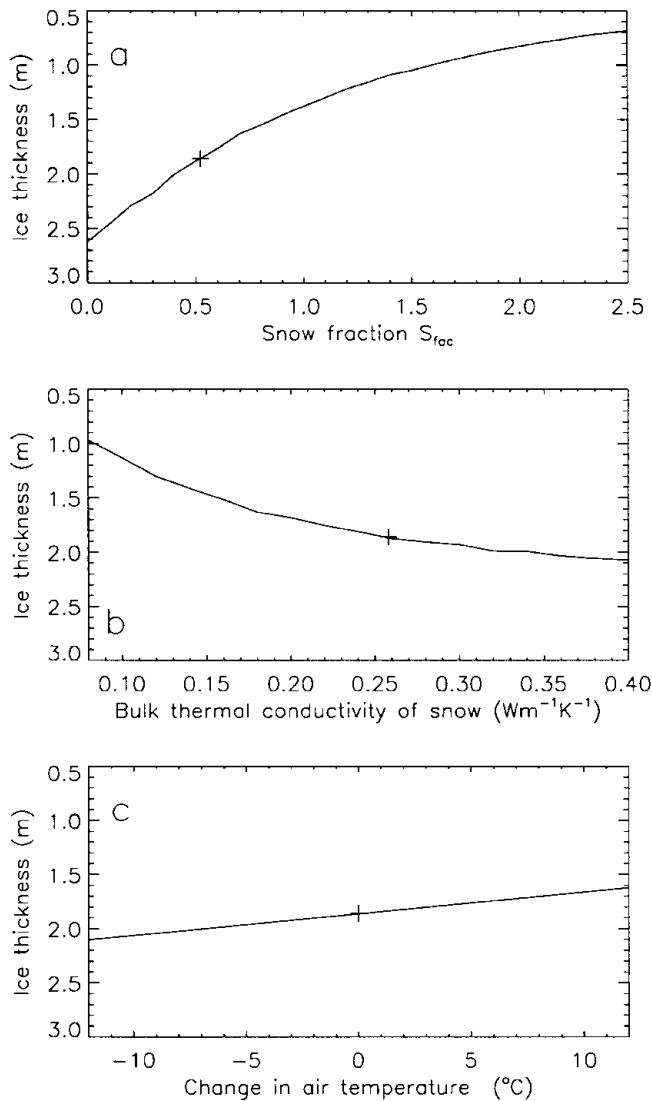 0.5
1.0
1.5
2.0
2.5
3.0
Ice thickness (m)
a
0.0 0.5 1.0 1.5 2.0 2.5
Snow fraction S_fac
0.5
1.0
1.5
2.0
2.5
3.0
Ice thickness (m)
b
0.10 0.15 0.20 0.25 0.30 0.35 0.40
Bulk thermal conductivity of snow (Wm⁻¹K⁻¹)
0.5
1.0
1.5
2.0
2.5
3.0
Ice thickness (m)
c
−10 −5 0 5 10
Change in air temperature (°C)